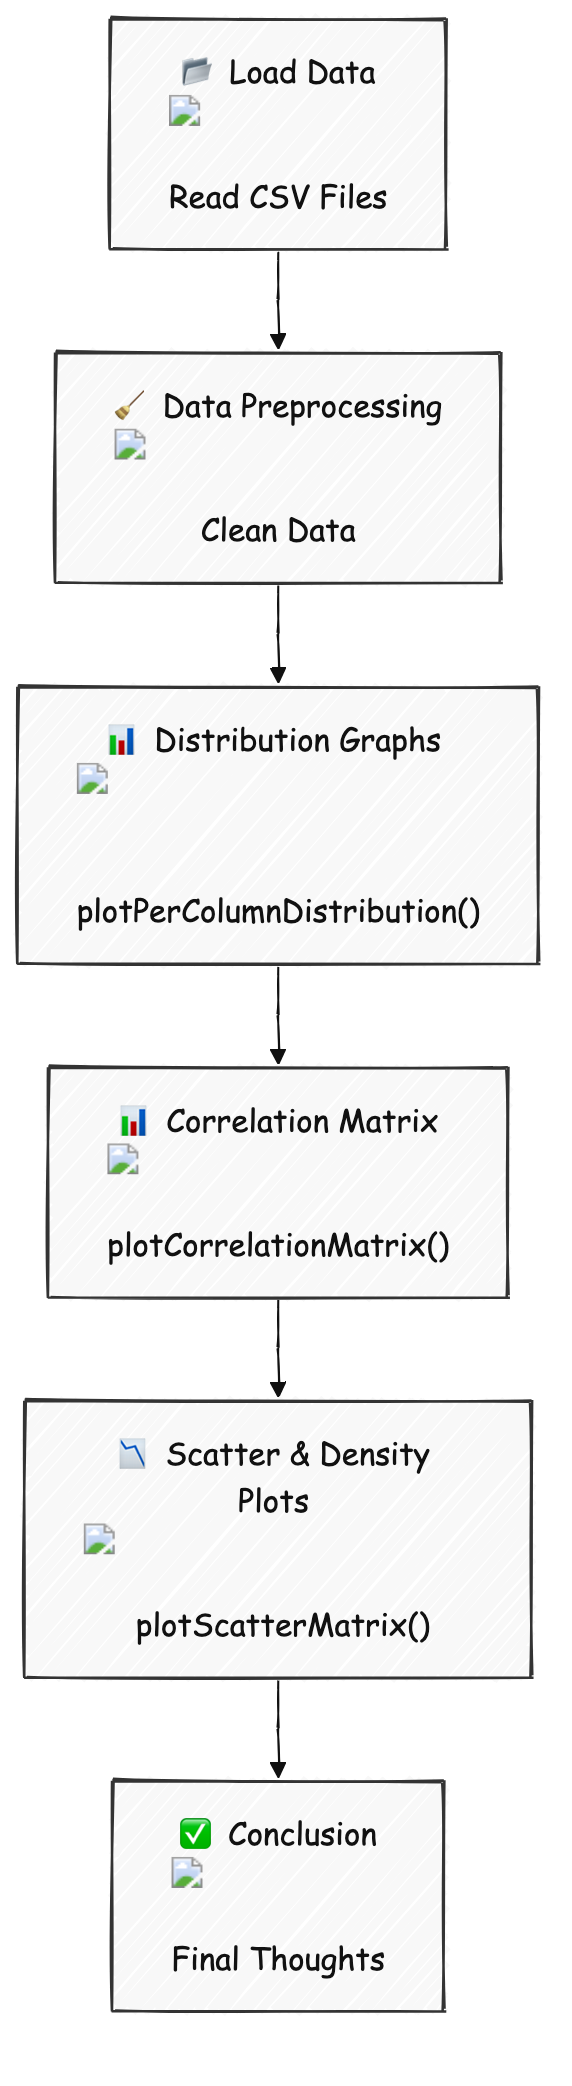 Load Data
Read CSV Files
Data Preprocessing
Clean Data
Distribution Graphs
plotPerColumnDistribution()
Correlation Matrix
plotCorrelationMatrix()
Scatter & Density
Plots
plotScatterMatrix()
Conclusion
Final Thoughts